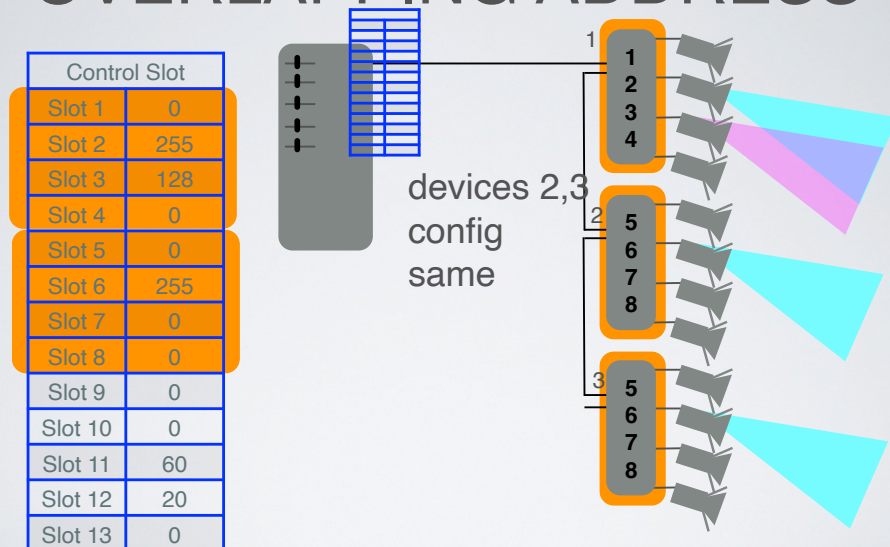 OVERLAPPING ADDRESS
Control Slot
Slot 1 0
Slot 2 255
Slot 3 128
Slot 4 0
Slot 5 0
Slot 6 255
Slot 7 0
Slot 8 0
Slot 9 0
Slot 10 0
Slot 11 60
Slot 12 20
Slot 13 0
devices 2,3
config
same
1
1
2
3
4
2
5
6
7
8
3
5
6
7
8